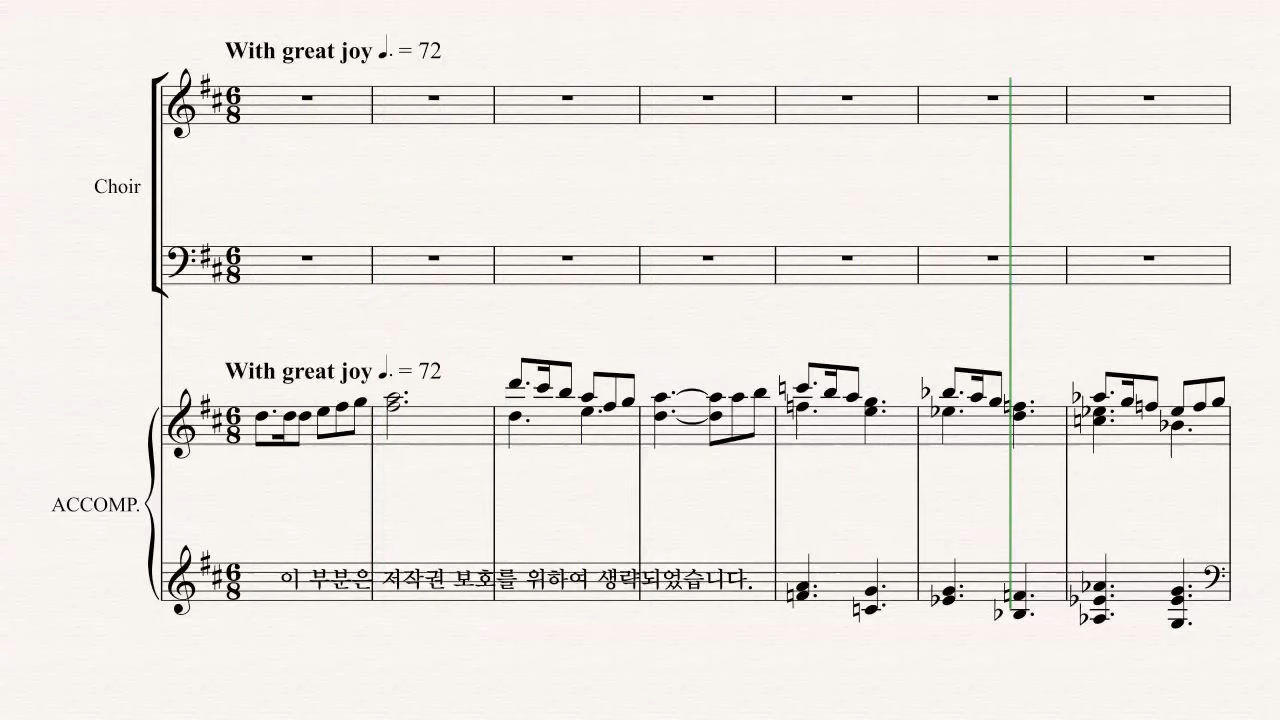 With great joy ♩. = 72
Choir
With great joy ♩. = 72
ACCOMP.
이 부분은 저작권 보호를 위하여 생략되었습니다.